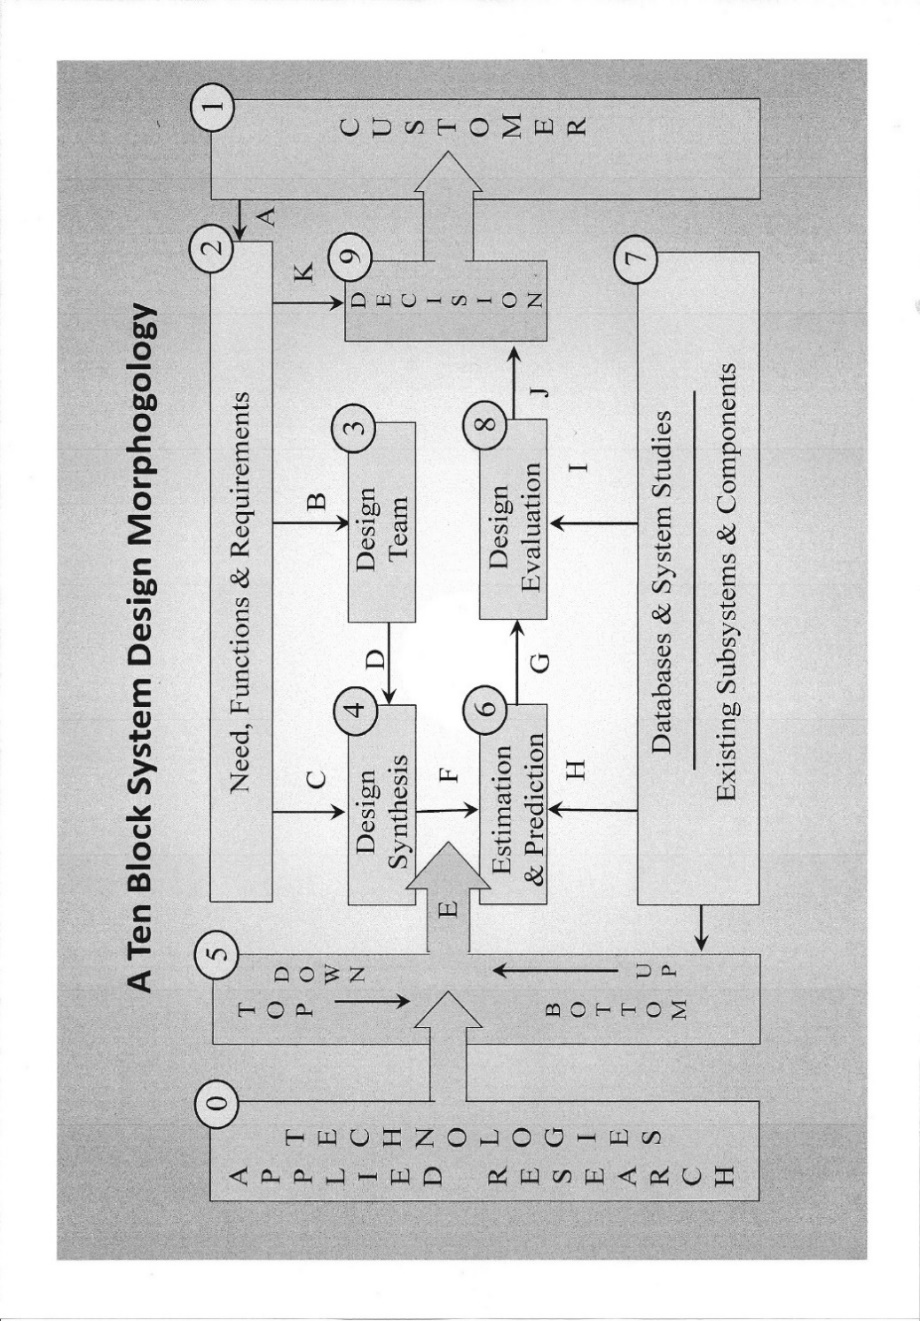 A Ten Block System Design Morphogology
0
TECHNOLOGIES
APPLIED RESEARCH
5
TOP
DOWN
BOTTOM
UP
E
2
Need, Functions & Requirements
A
1
CUSTOMER
C
B
K
4
Design
Synthesis
D
3
Design
Team
9
DECISION
F
6
Estimation
& Prediction
G
8
Design
Evaluation
J
H
I
7
Databases & System Studies
Existing Subsystems & Components